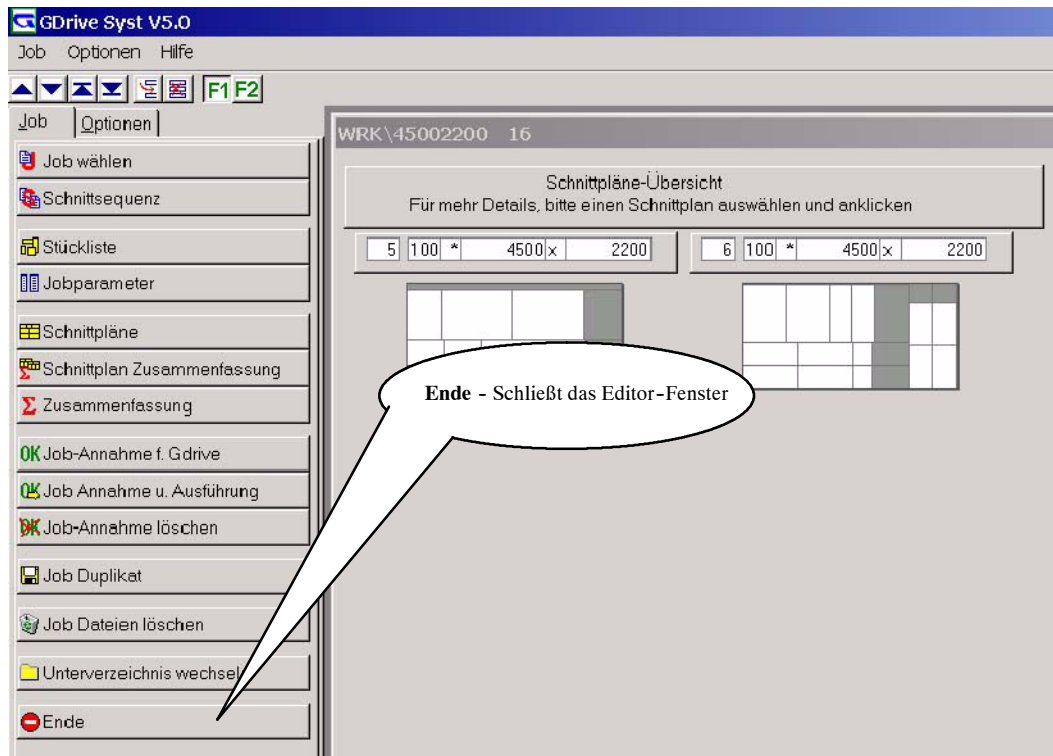 GDrive Syst V5.0
Job Optionen Hilfe
F1 F2
Job Optionen
Job wählen
Schnittsequenz
Stückliste
Jobparameter
Schnittpläne
Schnittplan Zusammenfassung
Zusammenfassung
OK Job-Annahme f. Gdrive
OK Job Annahme u. Ausführung
OK Job-Annahme löschen
Job Duplikat
Job Dateien löschen
Unterverzeichnis wechsel
Ende
WRK\45002200 16
Schnittpläne-Übersicht
Für mehr Details, bitte einen Schnittplan auswählen und anklicken
5 100 * 4500 x 2200
6 100 * 4500 x 2200
Ende - Schließt das Editor-Fenster